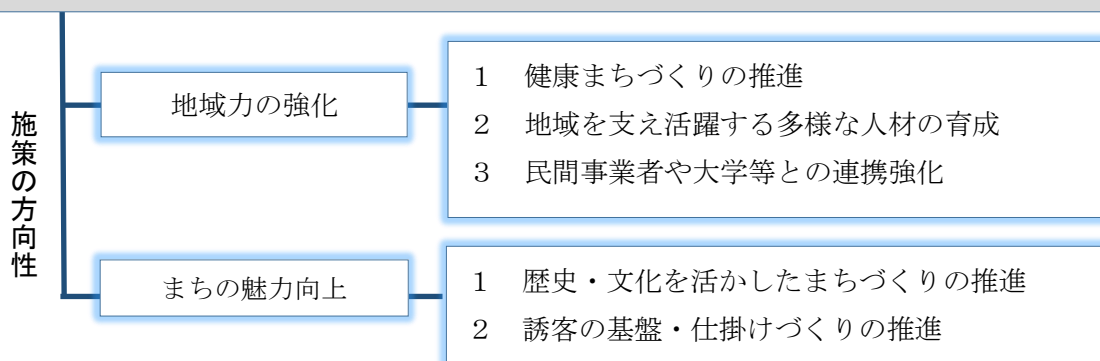 施策の方向性
地域力の強化
1 健康まちづくりの推進
2 地域を支え活躍する多様な人材の育成
3 民間事業者や大学等との連携強化
まちの魅力向上
1 歴史・文化を活かしたまちづくりの推進
2 誘客の基盤・仕掛けづくりの推進